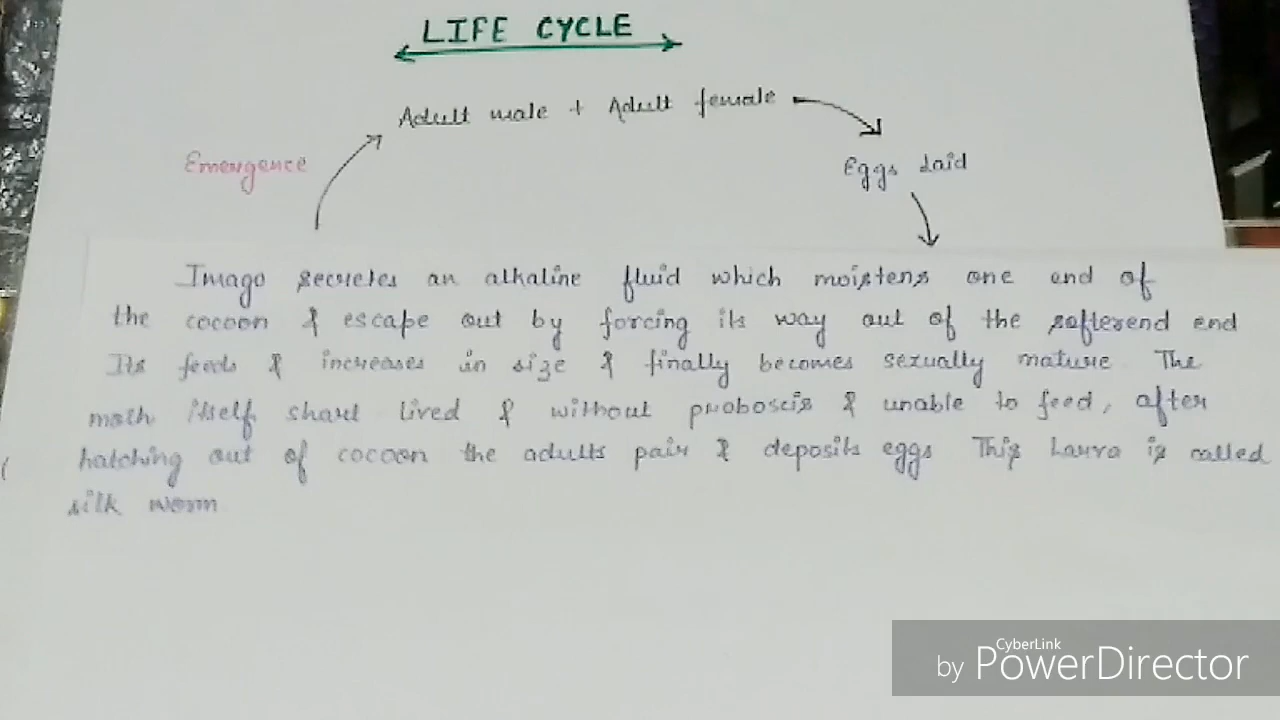 LIFE CYCLE
Adult male + Adult female
Emergence
Eggs laid
Imago secretes an alkaline fluid which moistens one end of
the cocoon & escape out by forcing its way out of the softerend end
Its feeds & increases in size & finally becomes sexually mature. The
moth itself short lived & without proboscis & unable to feed, after
hatching out of cocoon the adults pair & deposits eggs This Larva is called
silk worm
CyberLink
by PowerDirector